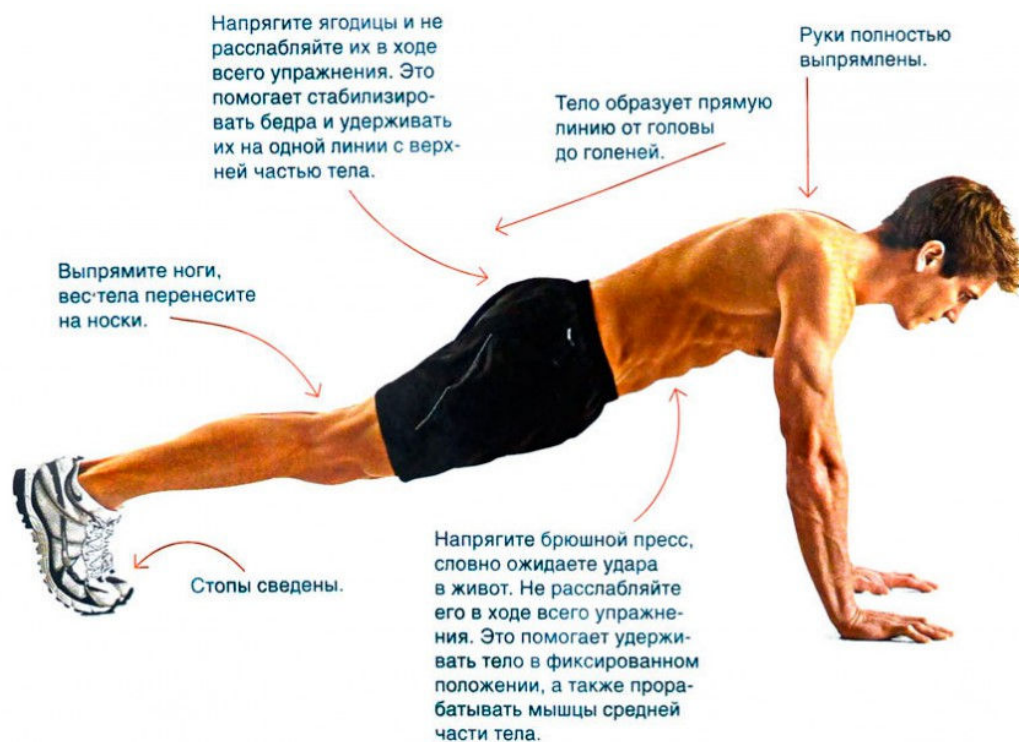 Напрягите ягодицы и не
расслабляйте их в ходе
всего упражнения. Это
помогает стабилизиро-
вать бедра и удерживать
их на одной линии с верх-
ней частью тела.
Тело образует прямую
линию от головы
до голеней.
Руки полностью
выпрямлены.
Выпрямите ноги,
вес тела перенесите
на носки.
Стопы сведены.
Напрягите брюшной пресс,
словно ожидаете удара
в живот. Не расслабляйте
его в ходе всего упражне-
ния. Это помогает удержи-
вать тело в фиксированном
положении, а также прора-
батывать мышцы средней
части тела.